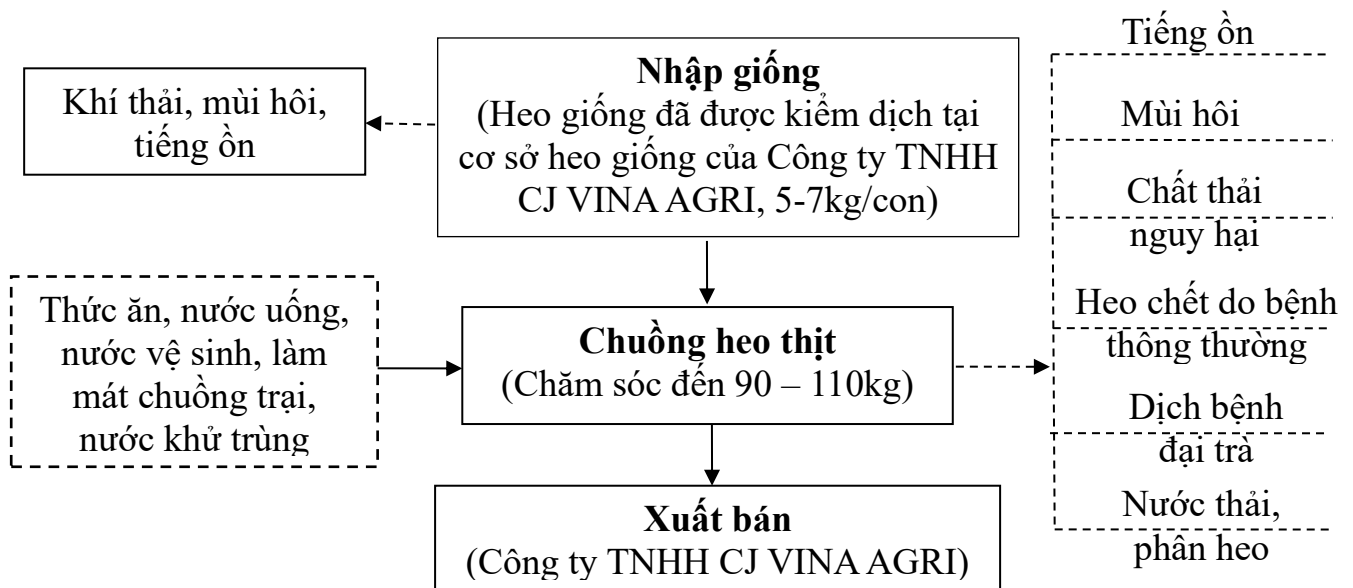 Khí thải, mùi hôi,
tiếng ồn
Nhập giống
(Heo giống đã được kiểm dịch tại
cơ sở heo giống của Công ty TNHH
CJ VINA AGRI, 5-7kg/con)
Thức ăn, nước uống,
nước vệ sinh, làm
mát chuồng trại,
nước khử trùng
Chuồng heo thịt
(Chăm sóc đến 90 – 110kg)
Xuất bán
(Công ty TNHH CJ VINA AGRI)
Tiếng ồn
Mùi hôi
Chất thải
nguy hại
Heo chết do bệnh
thông thường
Dịch bệnh
đại trà
Nước thải,
phân heo